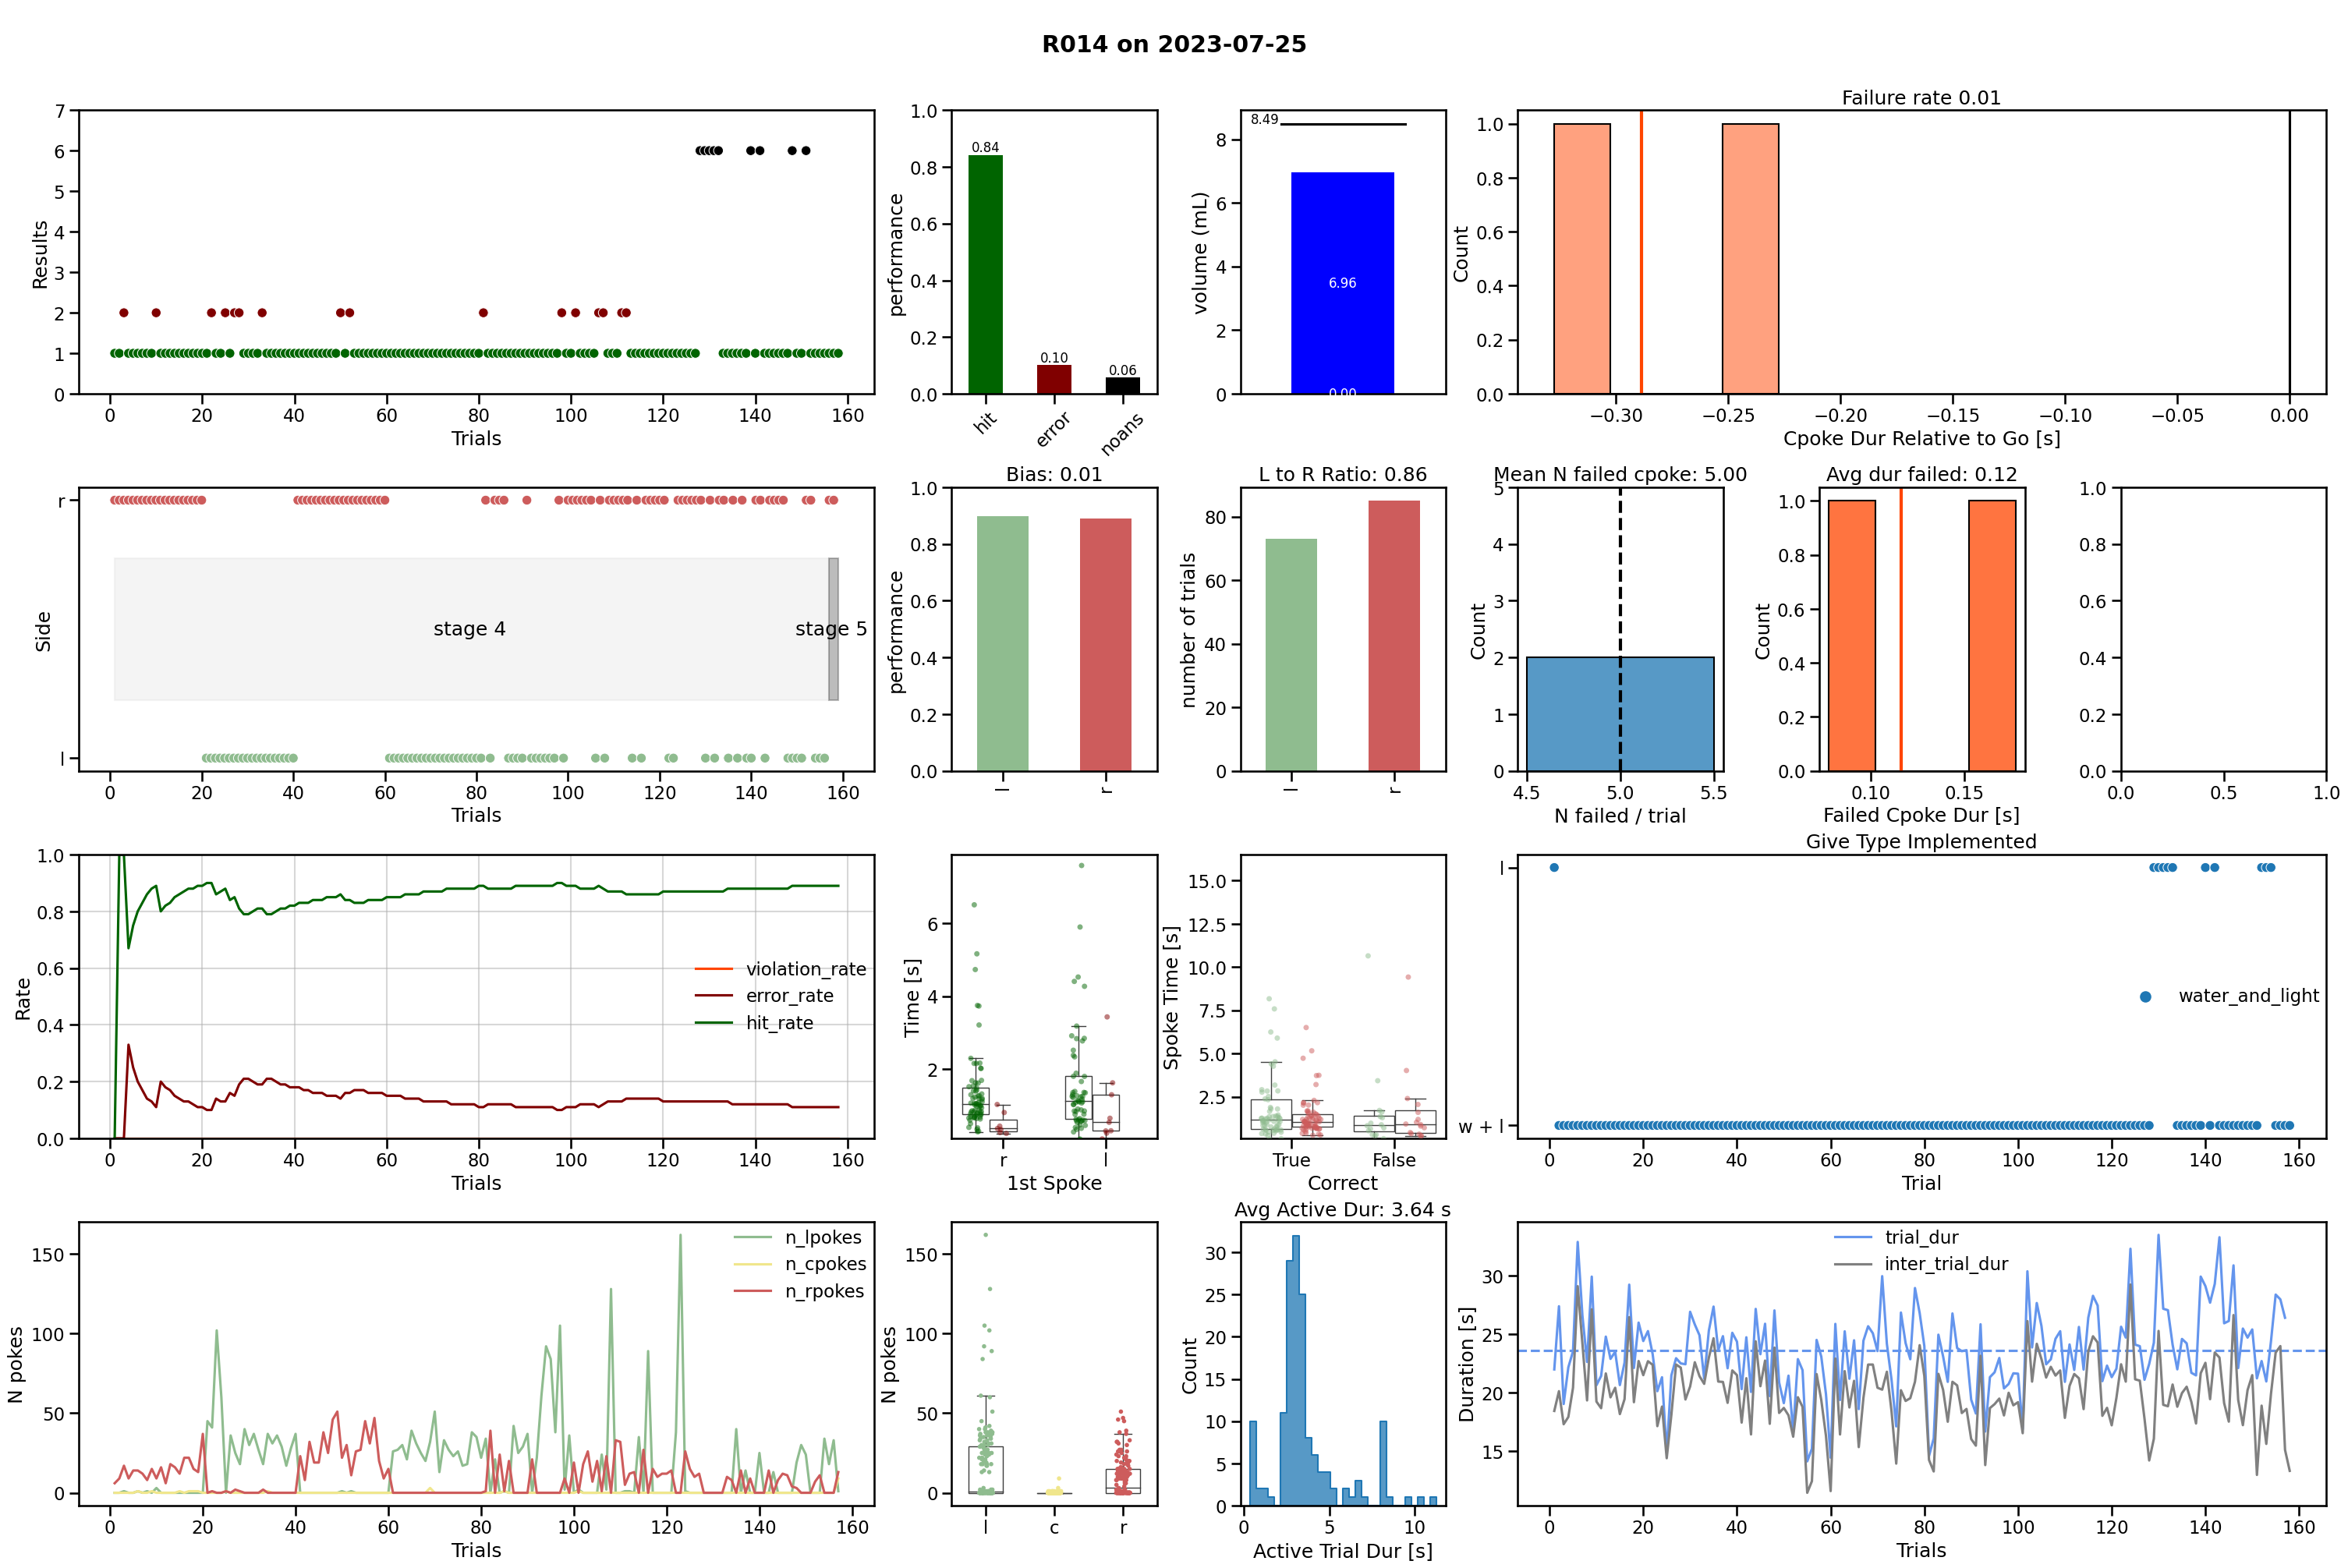 R014 on 2023-07-25
Results
7
6
5
4
3
2
1
0
0 20 40 60 80 100 120 140 160
Trials
performance
1.0
0.8
0.6
0.4
0.2
0.0
0.84
0.10
0.06
hit error noans
volume (mL)
8
6
4
2
0
8.49
6.96
0.00
Failure rate 0.01
Count
1.0
0.8
0.6
0.4
0.2
0.0
−0.30 −0.25 −0.20 −0.15 −0.10 −0.05 0.00
Cpoke Dur Relative to Go [s]
Side
r
l
stage 4
stage 5
0 20 40 60 80 100 120 140 160
Trials
Bias: 0.01
performance
1.0
0.8
0.6
0.4
0.2
0.0
l r
L to R Ratio: 0.86
number of trials
80
60
40
20
0
l r
Mean N failed cpoke: 5.00
Count
5
4
3
2
1
0
4.5 5.0 5.5
N failed / trial
Avg dur failed: 0.12
Count
1.0
0.8
0.6
0.4
0.2
0.0
0.10 0.15
Failed Cpoke Dur [s]
1.0
0.8
0.6
0.4
0.2
0.0
0.0 0.5 1.0
Rate
1.0
0.8
0.6
0.4
0.2
0.0
violation_rate
error_rate
hit_rate
0 20 40 60 80 100 120 140 160
Trials
Time [s]
6
4
2
r l
1st Spoke
Spoke Time [s]
15.0
12.5
10.0
7.5
5.0
2.5
True False
Correct
Give Type Implemented
l
w + l
water_and_light
0 20 40 60 80 100 120 140 160
Trial
N pokes
150
100
50
0
n_lpokes
n_cpokes
n_rpokes
0 20 40 60 80 100 120 140 160
Trials
N pokes
150
100
50
0
l c r
Avg Active Dur: 3.64 s
Count
30
25
20
15
10
5
0
0 5 10
Active Trial Dur [s]
Duration [s]
30
25
20
15
trial_dur
inter_trial_dur
0 20 40 60 80 100 120 140 160
Trials